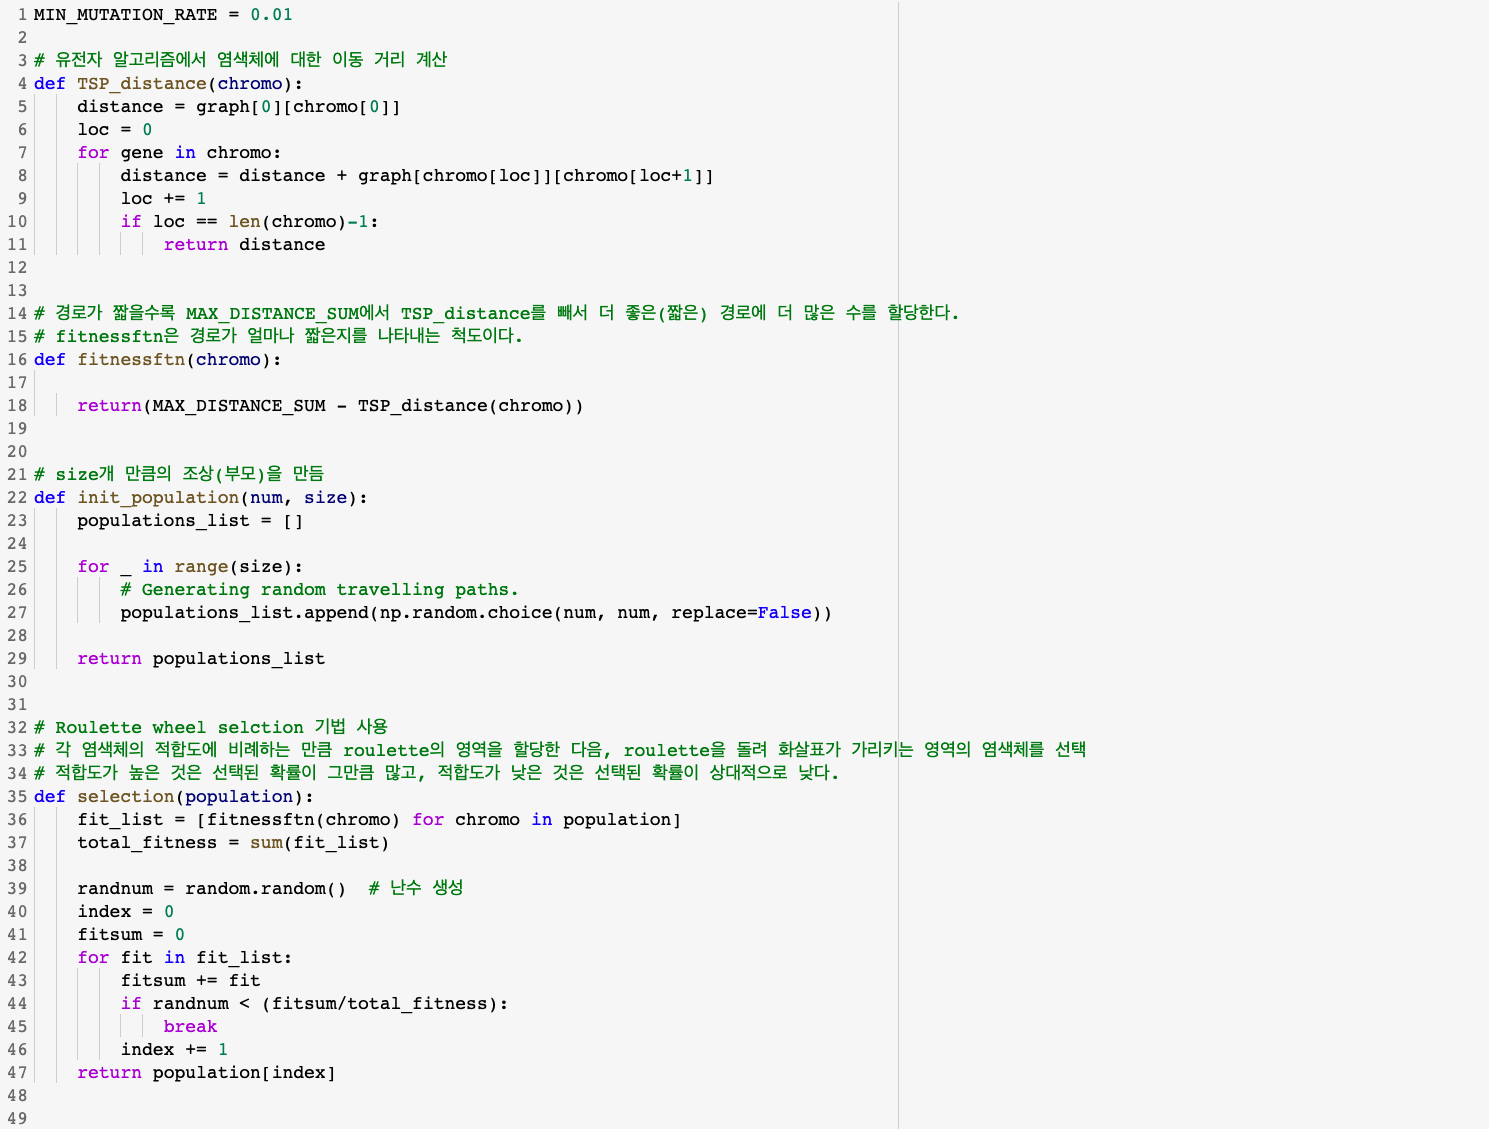 1 MIN_MUTATION_RATE = 0.01
2
3 # 유전자 알고리즘에서 염색체에 대한 이동 거리 계산
4 def TSP_distance(chromo):
5     distance = graph[0][chromo[0]]
6     loc = 0
7     for gene in chromo:
8         distance = distance + graph[chromo[loc]][chromo[loc+1]]
9         loc += 1
10         if loc == len(chromo)-1:
11             return distance
12
13
14 # 경로가 짧을수록 MAX_DISTANCE_SUM에서 TSP_distance를 빼서 더 좋은(짧은) 경로에 더 많은 수를 할당한다.
15 # fitnessftn은 경로가 얼마나 짧은지를 나타내는 척도이다.
16 def fitnessftn(chromo):
17
18     return(MAX_DISTANCE_SUM - TSP_distance(chromo))
19
20
21 # size개 만큼의 조상(부모)을 만듬
22 def init_population(num, size):
23     populations_list = []
24
25     for _ in range(size):
26         # Generating random travelling paths.
27         populations_list.append(np.random.choice(num, num, replace=False))
28
29     return populations_list
30
31
32 # Roulette wheel selction 기법 사용
33 # 각 염색체의 적합도에 비례하는 만큼 roulette의 영역을 할당한 다음, roulette을 돌려 화살표가 가리키는 영역의 염색체를 선택
34 # 적합도가 높은 것은 선택된 확률이 그만큼 많고, 적합도가 낮은 것은 선택된 확률이 상대적으로 낮다.
35 def selection(population):
36     fit_list = [fitnessftn(chromo) for chromo in population]
37     total_fitness = sum(fit_list)
38
39     randnum = random.random()  # 난수 생성
40     index = 0
41     fitsum = 0
42     for fit in fit_list:
43         fitsum += fit
44         if randnum < (fitsum/total_fitness):
45             break
46         index += 1
47     return population[index]
48
49